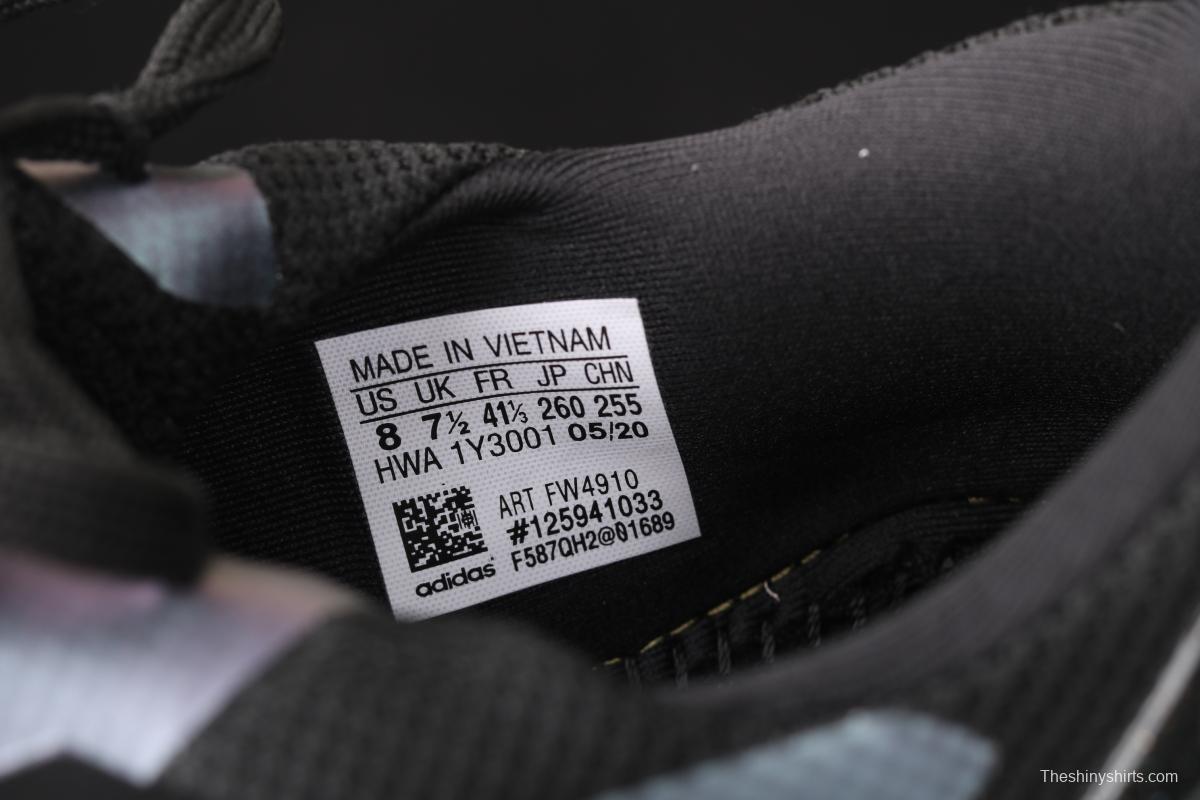 MADE IN VIETNAM
US UK FR JP CHN
8 7½ 41⅓ 260 255
HWA 1Y3001 05/20
ART FW4910
#125941033
F587QH2@01689
adidas
Theshinyshirts.com